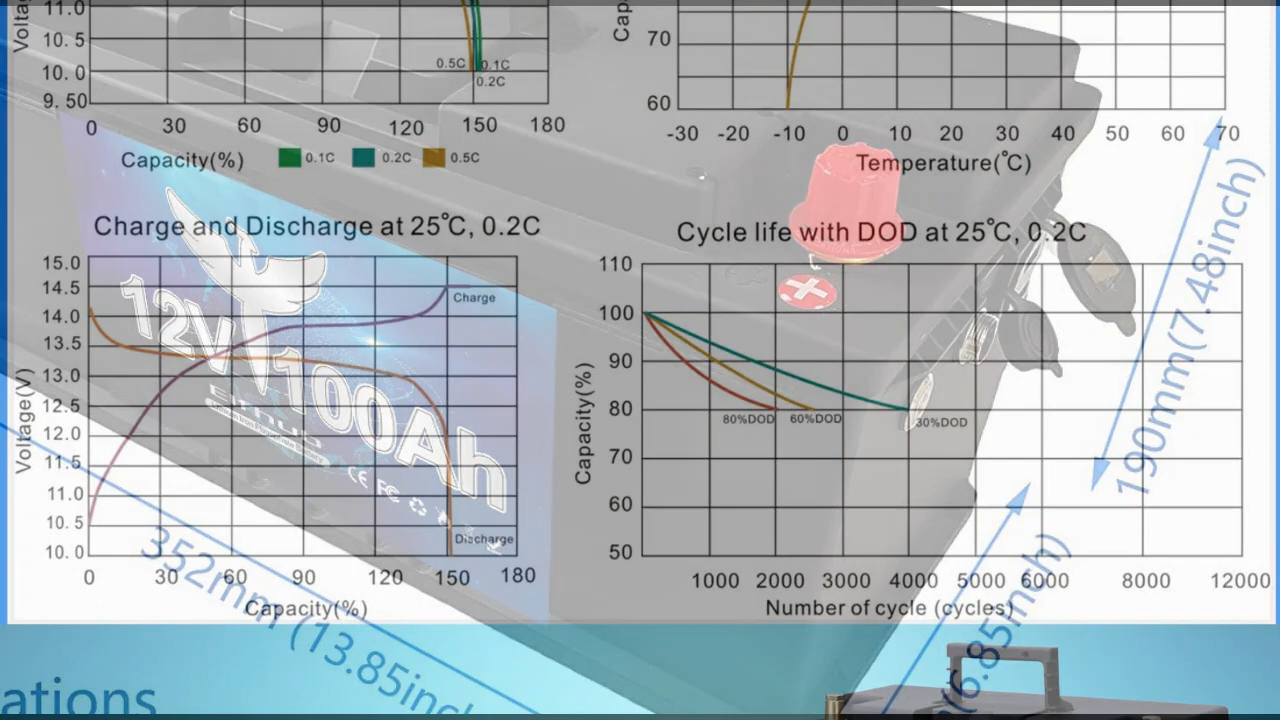 Voltag
11.0
10. 5
10. 0
9. 50
0.5C
0.1C
0.2C
0 30 60 90 120 150 180
Capacity(%) 0.1C 0.2C 0.5C
Cap
70
60
-30 -20 -10 0 10 20 30 40 50 60 70
Temperature(℃)
Charge and Discharge at 25℃, 0.2C
Voltage(V)
15.0
14.5
14.0
13.5
13.0
12.5
12.0
11.5
11.0
10. 5
10. 0
Charge
Discharge
0 30 60 90 120 150 180
Capacity(%)
Cycle life with DOD at 25℃, 0.2C
Capacity(%)
110
100
90
80
70
60
50
80%DOD 60%DOD 30%DOD
1000 2000 3000 4000 5000 6000 8000 12000
Number of cycle (cycles)
12V 100Ah
CE FC
352mm (13.85inc
190mm(7.48inch)
(6.85inch)
ations